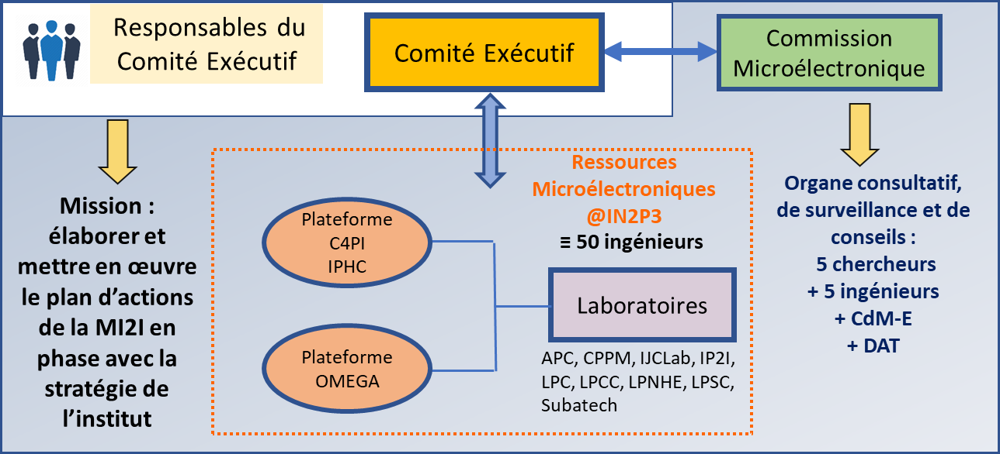 Responsables du
Comité Exécutif
Comité Exécutif
Commission
Microélectronique
Mission :
élaborer et
mettre en œuvre
le plan d’actions
de la MI2I en
phase avec la
stratégie de
l’institut
Ressources
Microélectroniques
@IN2P3
≡ 50 ingénieurs
Plateforme
C4PI
IPHC
Plateforme
OMEGA
Laboratoires
APC, CPPM, IJCLab, IP2I,
LPC, LPCC, LPNHE, LPSC,
Subatech
Organe consultatif,
de surveillance et de
conseils :
5 chercheurs
+ 5 ingénieurs
+ CdM-E
+ DAT